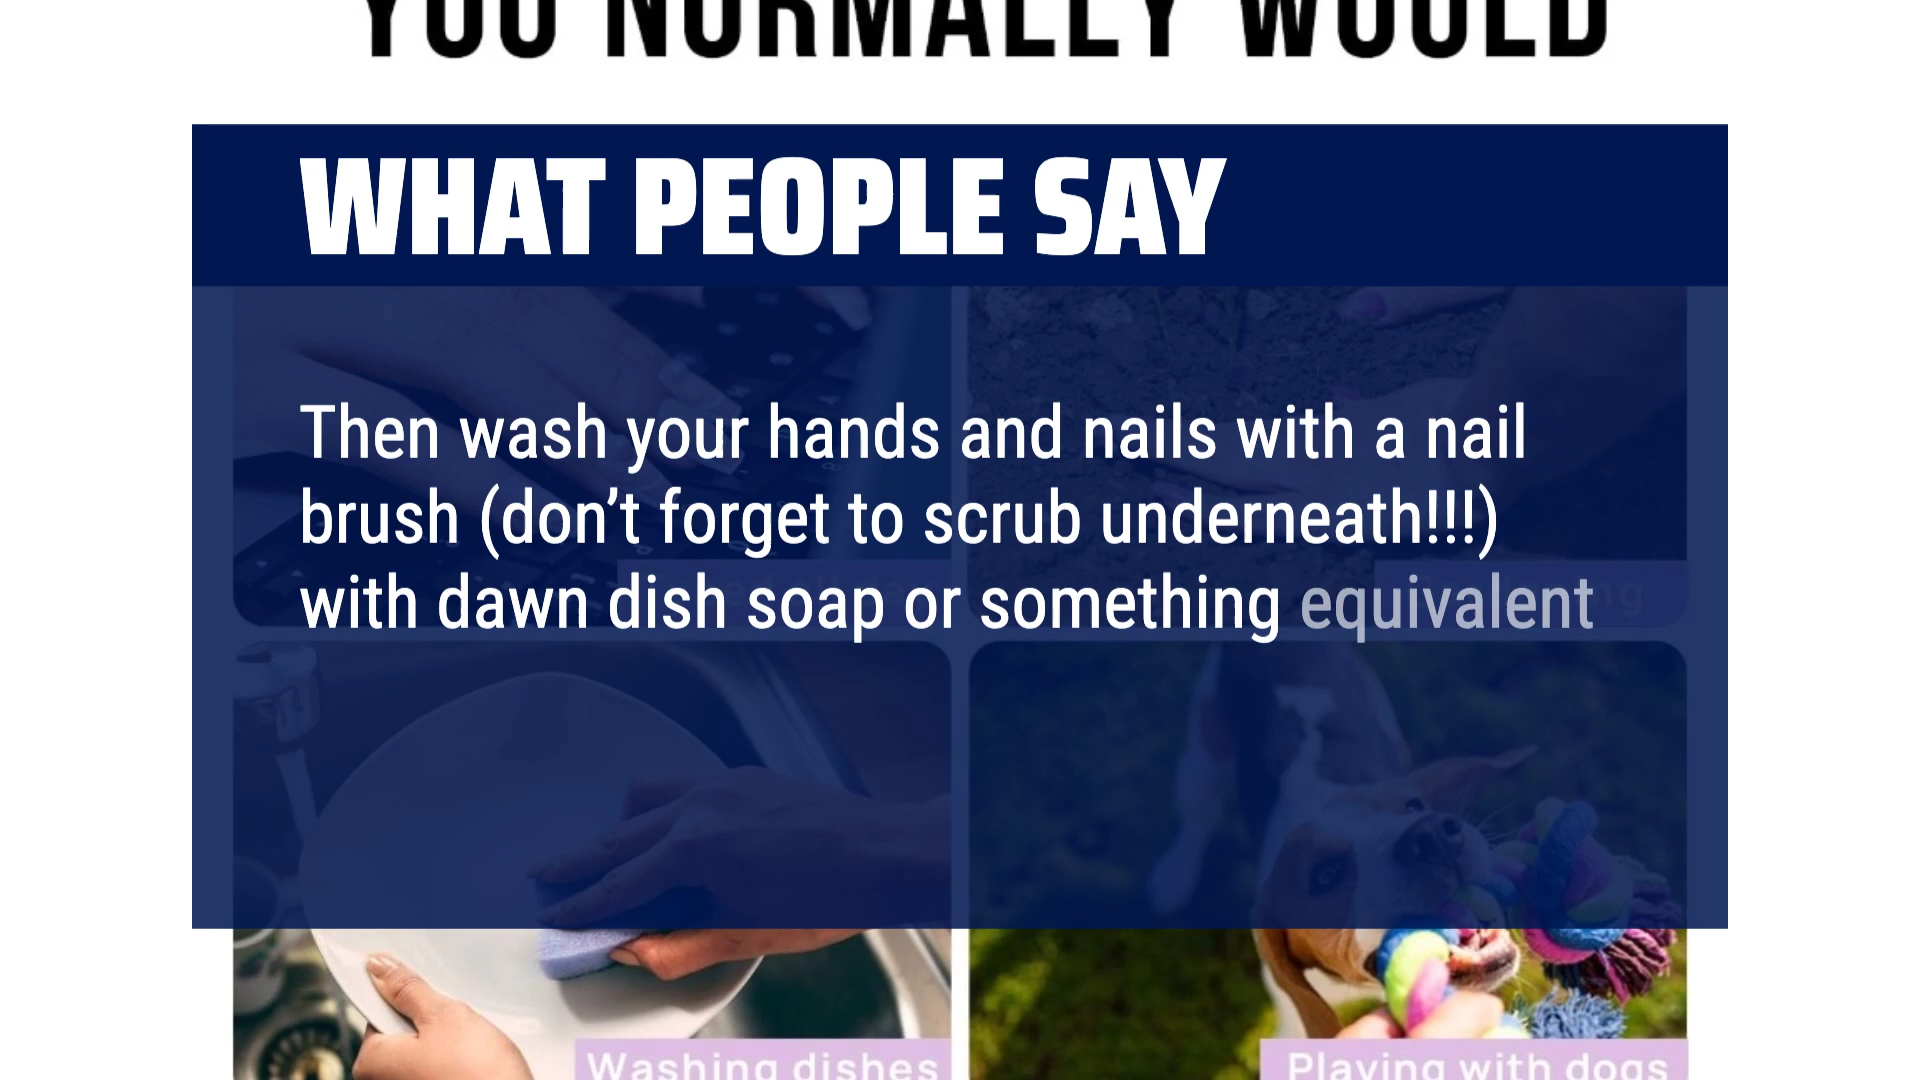 YOU NORMALLY WOULD
WHAT PEOPLE SAY
Then wash your hands and nails with a nail
brush (don’t forget to scrub underneath!!!)
with dawn dish soap or something equivalent
Washing dishes
Playing with dogs